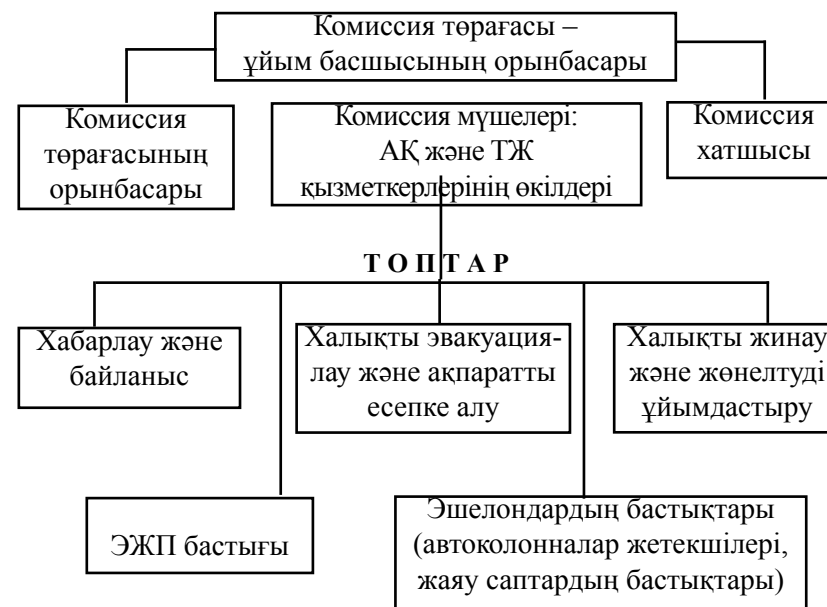 Комиссия төрағасы –
ұйым басшысының орынбасары
Комиссия
төрағасының
орынбасары
Комиссия мүшелері:
АҚ және ТЖ
қызметкерлерінің өкілдері
Комиссия
хатшысы
Т О П Т А Р
Хабарлау және
байланыс
Халықты эвакуация-
лау және ақпаратты
есепке алу
Халықты жинау
және жөнелтуді
ұйымдастыру
ЭЖП бастығы
Эшелондардың бастықтары
(автоколонналар жетекшілері,
жаяу саптардың бастықтары)